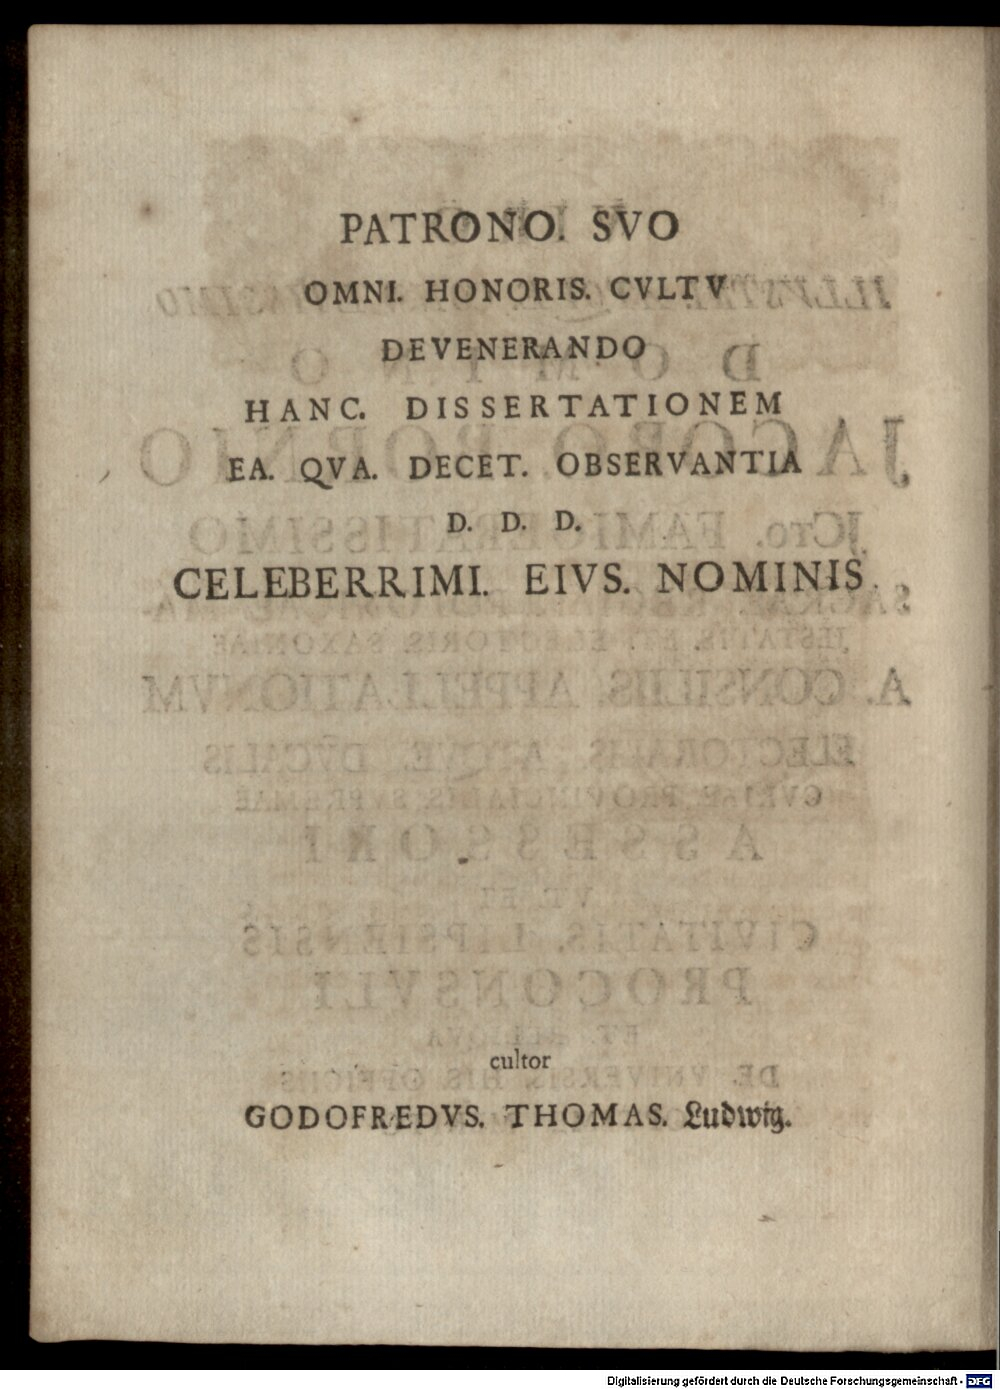 PATRONO. SVO
OMNI. HONORIS. CVLTV
DEVENERANDO
HANC. DISSERTATIONEM
EA. QVA. DECET. OBSERVANTIA
D. D. D.
CELEBERRIMI. EIVS. NOMINIS
cultor
GODOFREDVS. THOMAS. Ludwig.
Digitalisierung gefördert durch die Deutsche Forschungsgemeinschaft - DFG